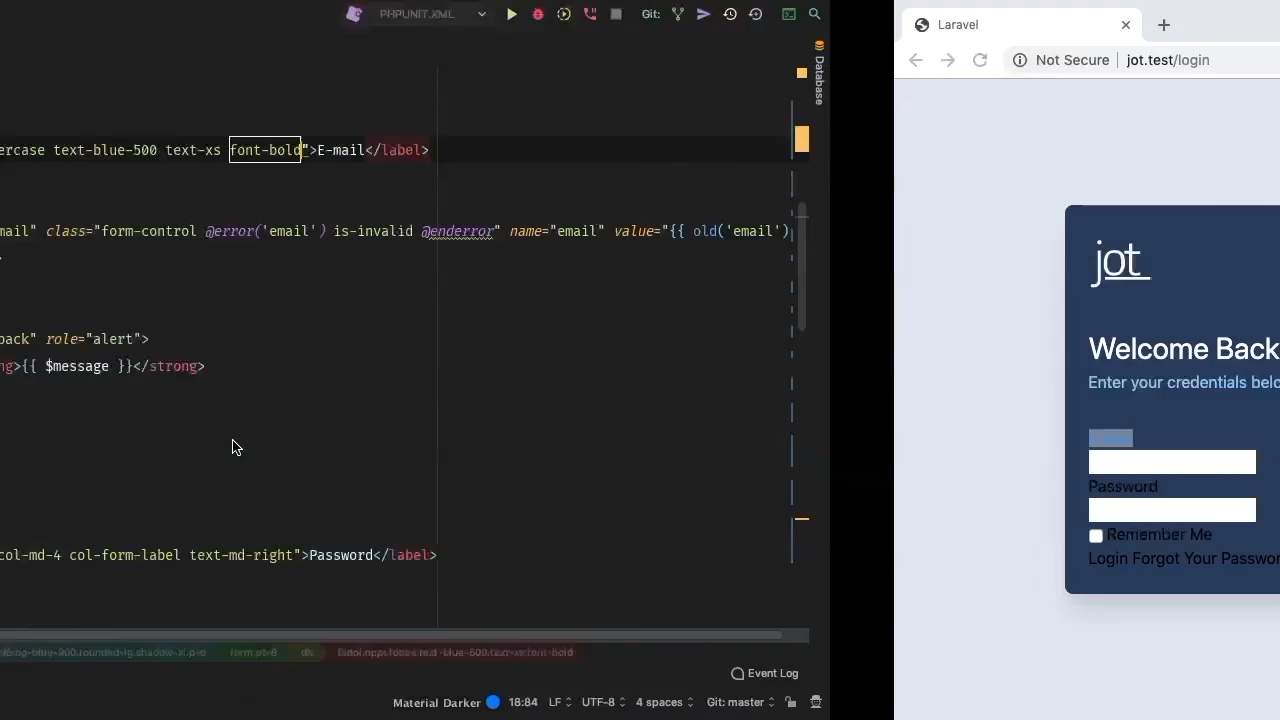 PHPUNIT.XML
Git:
Database
ercase text-blue-500 text-xs font-bold">E-mail</label>
mail" class="form-control @error('email') is-invalid @enderror" name="email" value="{{ old('email')
back" role="alert">
ng>{{ $message }}</strong>
col-md-4 col-form-label text-md-right">Password</label>
form.pt-8
div
Event Log
Material Darker 18:84 LF UTF-8 4 spaces Git: master
Laravel
Not Secure jot.test/login
jot
Welcome Back
Enter your credentials belo
Password
Remember Me
Login Forgot Your Passwor